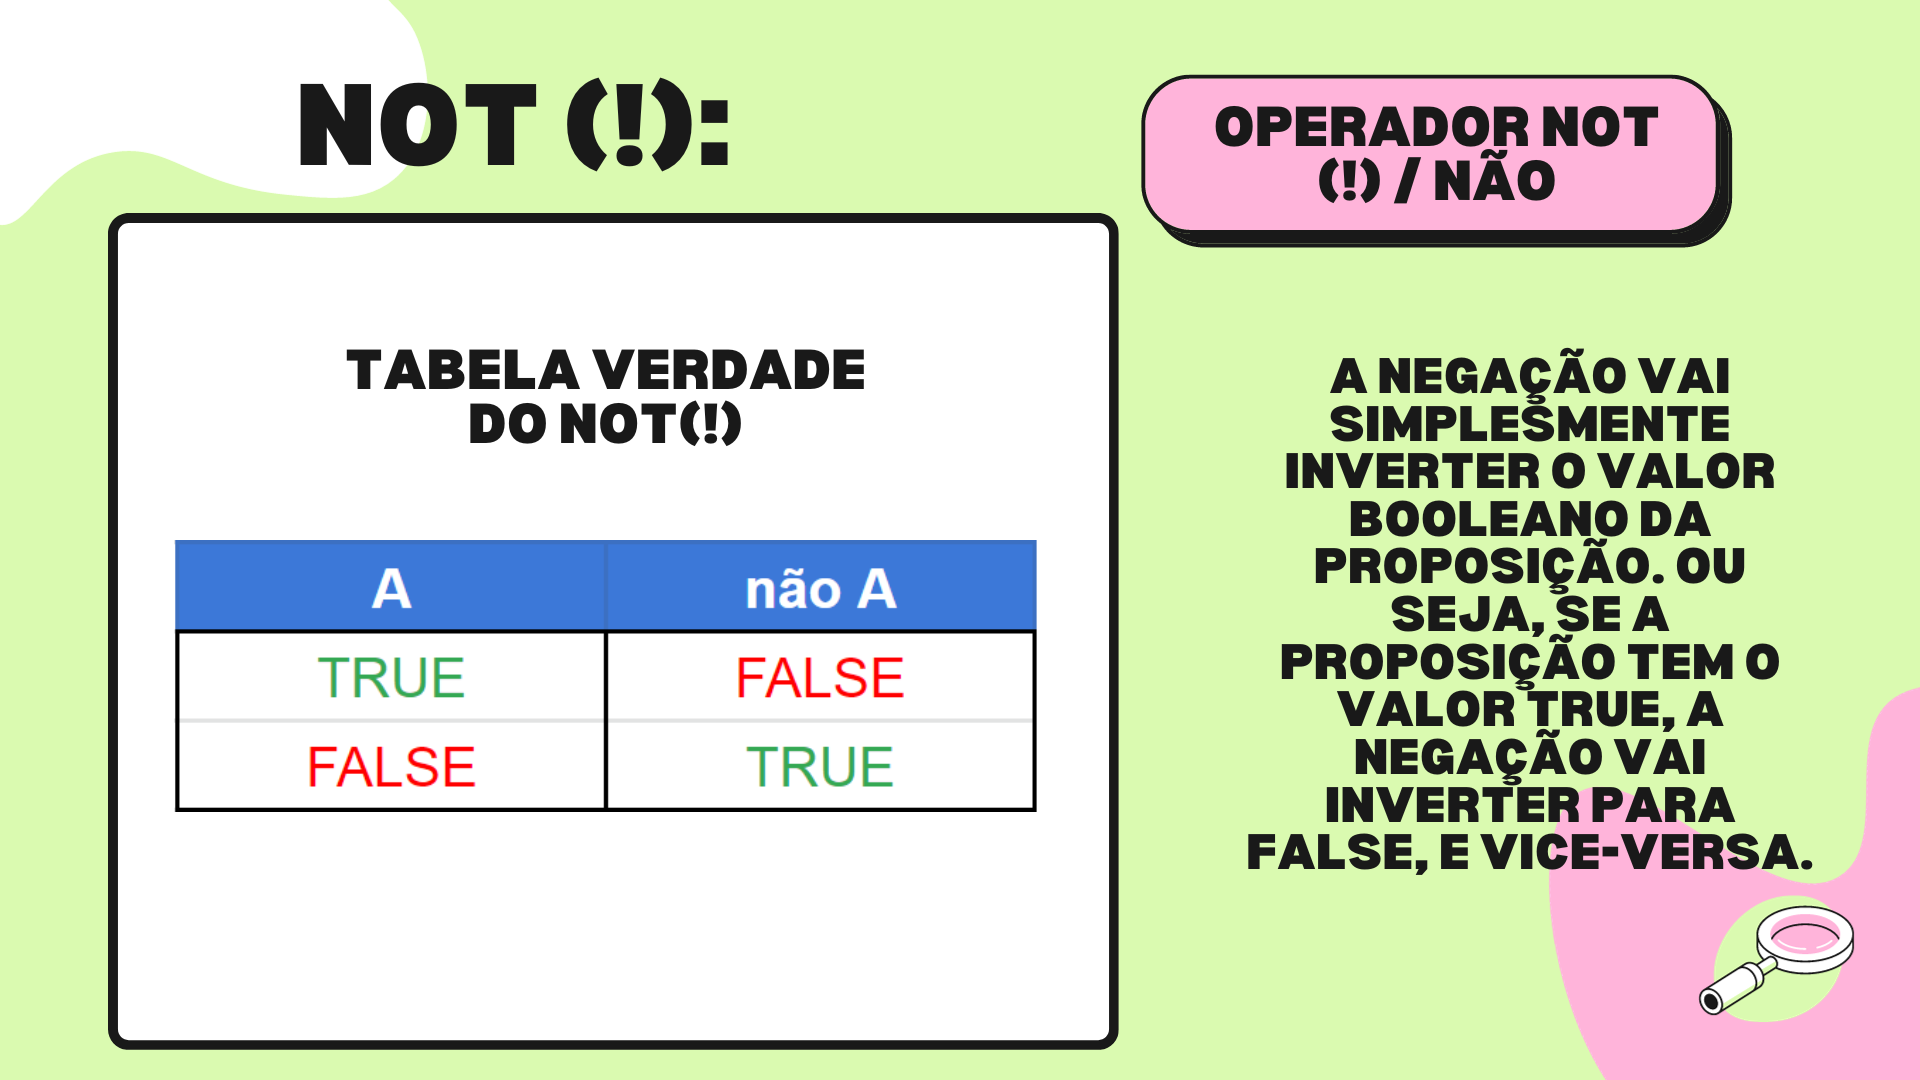 NOT (!):
TABELA VERDADE
DO NOT(!)
A não A
TRUE FALSE
FALSE TRUE
OPERADOR NOT
(!) / NÃO
A NEGAÇÃO VAI
SIMPLESMENTE
INVERTER O VALOR
BOOLEANO DA
PROPOSIÇÃO. OU
SEJA, SE A
PROPOSIÇÃO TEM O
VALOR TRUE, A
NEGAÇÃO VAI
INVERTER PARA
FALSE, E VICE-VERSA.